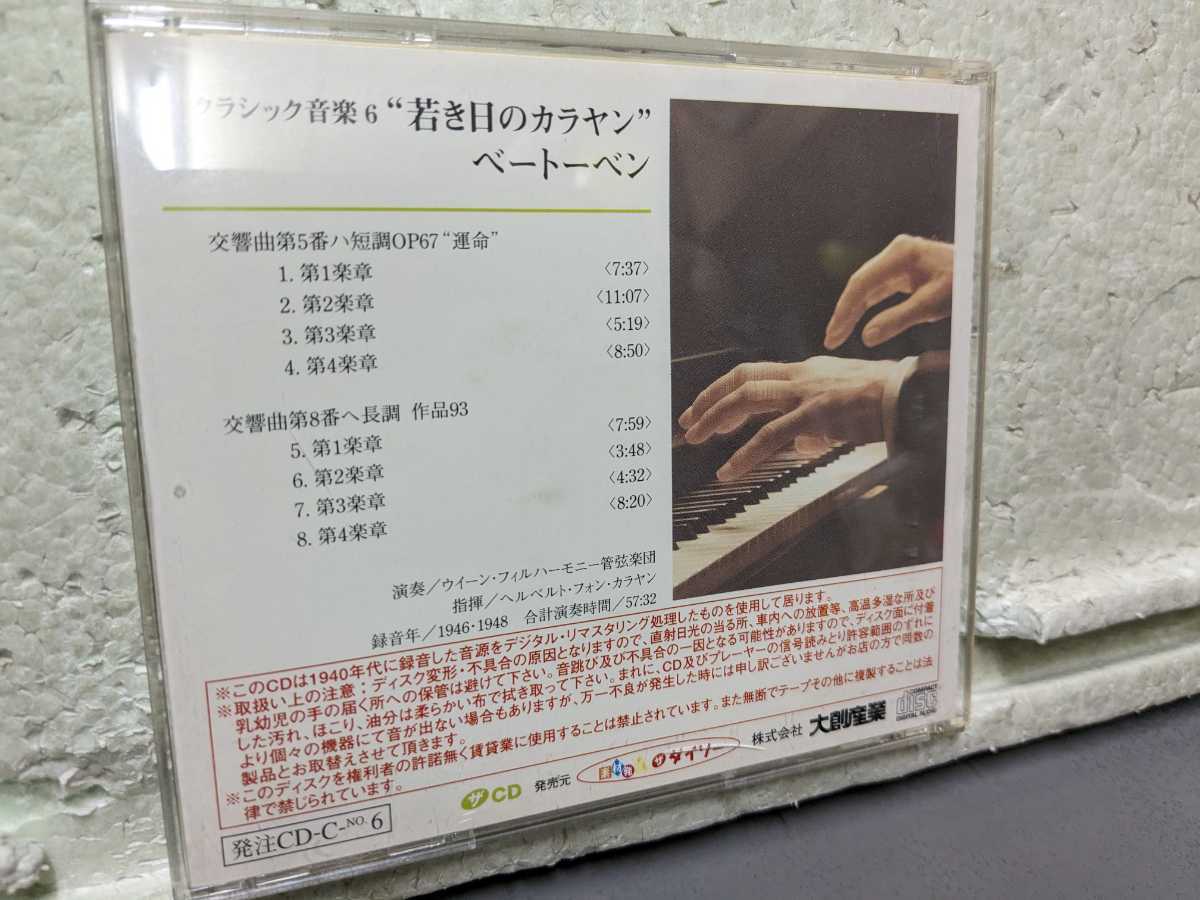 クラシック音楽6 “若き日のカラヤン”
ベートーベン
交響曲第5番ハ短調OP67“運命”
1. 第1楽章 〈7:37〉
2. 第2楽章 〈11:07〉
3. 第3楽章 〈5:19〉
4. 第4楽章 〈8:50〉
交響曲第8番ヘ長調 作品93
5. 第1楽章 〈7:59〉
6. 第2楽章 〈3:48〉
7. 第3楽章 〈4:32〉
8. 第4楽章 〈8:20〉
演奏/ウイーン・フィルハーモニー管弦楽団
指揮/ヘルベルト・フォン・カラヤン
録音年/1946・1948 合計演奏時間/57:32
※このCDは1940年代に録音した音源をデジタル・リマスタリング処理したものを使用して居ります。
※取扱い上の注意:ディスク変形・不具合の原因となりますので、直射日光の当る所、車内への放置等、高温多湿な所及び
乳幼児の手の届く所への保管は避けて下さい。音跳び及び不具合の一因となる可能性がありますので、ディスク面に付着
した汚れ、ほこり、油分は柔らかい布で拭き取って下さい。まれに、CD及びプレーヤーの信号読みとり許容範囲のずれに
より個々の機器にて音が出ない場合もありますが、万一不良が発生した時には申し訳ございませんがお店の方で同数の
製品とお取替えさせて頂きます。
※このディスクを権利者の許諾無く賃貸業に使用することは禁止されています。また無断でテープその他に複製することは法
律で禁じられています。
ザ CD 発売元 ザ・ダイソー 株式会社 大創産業
COMPACT
disc
DIGITAL AUDIO
発注CD-C-NO.6